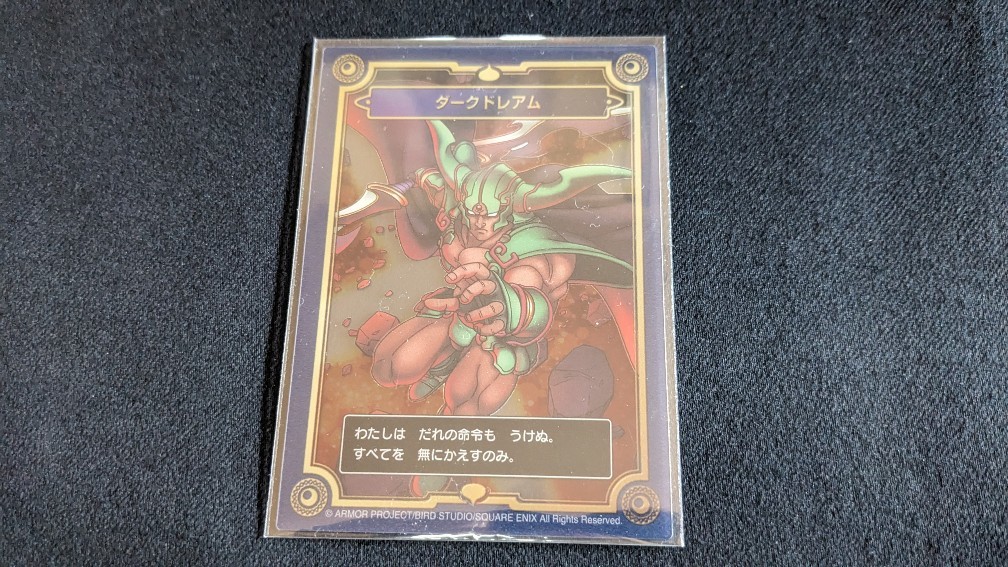 ダークドレアム
わたしは　だれの命令も　うけぬ。
すべてを　無にかえすのみ。
© ARMOR PROJECT/BIRD STUDIO/SQUARE ENIX All Rights Reserved.